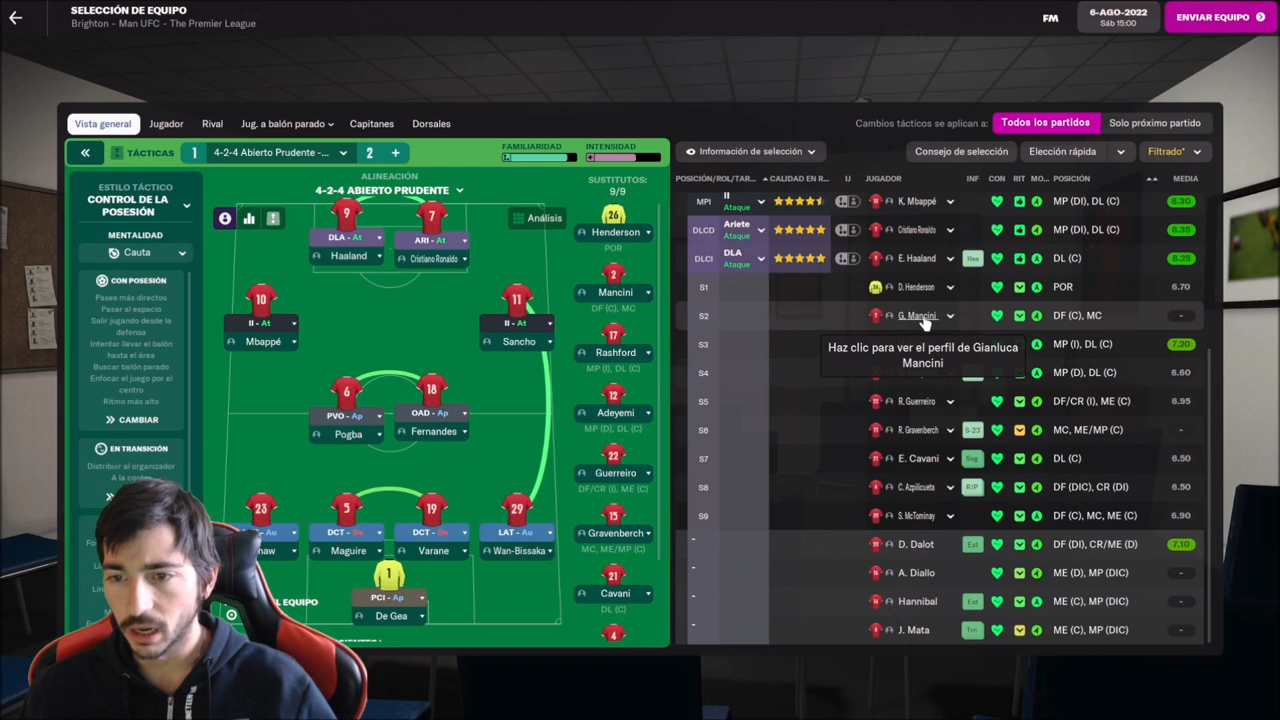 SELECCIÓN DE EQUIPO
Brighton - Man UFC - The Premier League
FM
6-AGO-2022
Sáb 15:00
ENVIAR EQUIPO
Vista general
Jugador
Rival
Jug. a balón parado
Capitanes
Dorsales
Cambios tácticos se aplican a:
Todos los partidos
Solo próximo partido
TÁCTICAS
1
4-2-4 Abierto Prudente -...
2
+
FAMILIARIDAD
INTENSIDAD
ESTILO TÁCTICO
CONTROL DE LA
POSESIÓN
MENTALIDAD
Cauta
CON POSESIÓN
Pases más directos
Pasar al espacio
Salir jugando desde la
defensa
Intentar llevar el balón
hasta el área
Buscar balón parado
Enfocar el juego por el
centro
Ritmo más alto
CAMBIAR
EN TRANSICIÓN
Distribuir al organizador
A la contra
ALINEACIÓN
4-2-4 ABIERTO PRUDENTE
Análisis
9
DLA - At
Haaland
7
ARI - At
Cristiano Ronaldo
10
II - At
Mbappé
11
II - At
Sancho
6
PVO - Ap
Pogba
18
OAD - Ap
Fernandes
23
- Au
haw
5
DCT - De
Maguire
19
DCT - De
Varane
29
LAT - Au
Wan-Bissaka
1
PCI - Ap
De Gea
L EQUIPO
SUSTITUTOS:
9/9
26
Henderson
POR
2
Mancini
DF (C), MC
17
Rashford
MP (I), DL (C)
12
Adeyemi
MP (D), DL (C)
22
Guerreiro
DF/CR (I), ME (C)
15
Gravenberch
MC, ME/MP (C)
21
Cavani
DL (C)
4
Información de selección
Consejo de selección
Elección rápida
Filtrado*
POSICIÓN/ROL/TAR... CALIDAD EN R... IJ JUGADOR INF CON RIT MO... POSICIÓN MEDIA
MPI II Ataque K. Mbappé MP (DI), DL (C) 8.30
DLCD Ariete Ataque Cristiano Ronaldo MP (DI), DL (C) 8.35
DLCI DLA Ataque E. Haaland Res DL (C) 8.25
S1 D. Henderson POR 6.70
S2 G. Mancini DF (C), MC -
S3 MP (I), DL (C) 7.20
Haz clic para ver el perfil de Gianluca
Mancini
S4 MP (D), DL (C) 6.60
S5 R. Guerreiro DF/CR (I), ME (C) 6.95
S6 R. Gravenberch S-23 MC, ME/MP (C) -
S7 E. Cavani Svg DL (C) 6.50
S8 C. Azpilicueta R/P DF (DIC), CR (DI) 6.50
S9 S. McTominay DF (C), MC, ME (C) 6.90
- D. Dalot Est DF (DI), CR/ME (D) 7.10
- A. Diallo ME (D), MP (DIC) -
- Hannibal Est ME (C), MP (DIC) -
- J. Mata Trn ME (C), MP (DIC) -